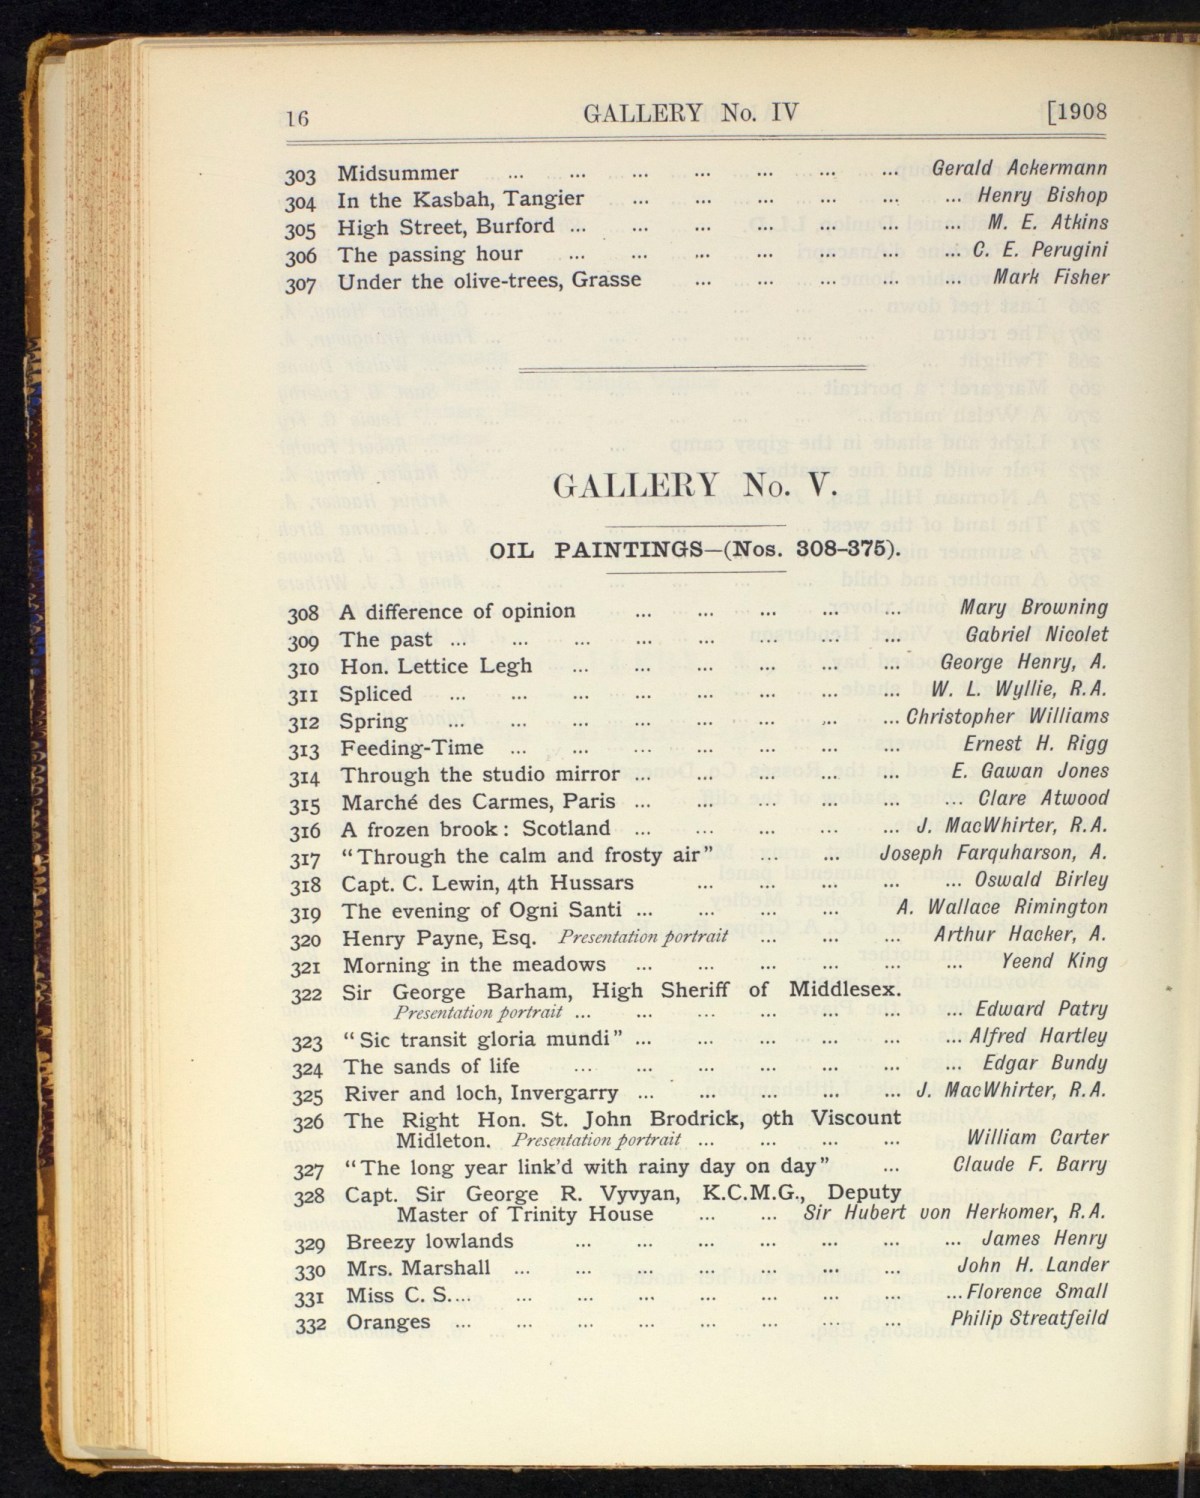 16 GALLERY No. IV [1908
303 Midsummer ... ... ... ... ... ... ... Gerald Ackermann
304 In the Kasbah, Tangier ... ... ... ... ... ... Henry Bishop
305 High Street, Burford ... ... ... ... ... ... ... M. E. Atkins
306 The passing hour ... ... ... ... ... ... ... C. E. Perugini
307 Under the olive-trees, Grasse ... ... ... ... ... Mark Fisher
GALLERY No. V.
OIL PAINTINGS—(Nos. 308-375).
308 A difference of opinion ... ... ... ... ... Mary Browning
309 The past ... ... ... ... ... ... ... ... Gabriel Nicolet
310 Hon. Lettice Legh ... ... ... ... ... ... George Henry, A.
311 Spliced ... ... ... ... ... ... ... ... W. L. Wyllie, R.A.
312 Spring ... ... ... ... ... ... ... ... Christopher Williams
313 Feeding-Time ... ... ... ... ... ... ... Ernest H. Rigg
314 Through the studio mirror ... ... ... ... ... E. Gawan Jones
315 Marché des Carmes, Paris ... ... ... ... ... ... Clare Atwood
316 A frozen brook: Scotland ... ... ... ... ... J. MacWhirter, R.A.
317 "Through the calm and frosty air" ... ... Joseph Farquharson, A.
318 Capt. C. Lewin, 4th Hussars ... ... ... ... ... Oswald Birley
319 The evening of Ogni Santi ... ... ... ... A. Wallace Rimington
320 Henry Payne, Esq. Presentation portrait ... ... ... Arthur Hacker, A.
321 Morning in the meadows ... ... ... ... ... ... Yeend King
322 Sir George Barham, High Sheriff of Middlesex.
Presentation portrait ... ... ... ... ... ... ... Edward Patry
323 "Sic transit gloria mundi" ... ... ... ... ... ... Alfred Hartley
324 The sands of life ... ... ... ... ... ... ... Edgar Bundy
325 River and loch, Invergarry ... ... ... ... ... J. MacWhirter, R.A.
326 The Right Hon. St. John Brodrick, 9th Viscount
Midleton. Presentation portrait ... ... ... ... William Carter
327 "The long year link'd with rainy day on day" ... Claude F. Barry
328 Capt. Sir George R. Vyvyan, K.C.M.G., Deputy
Master of Trinity House ... ... Sir Hubert von Herkomer, R.A.
329 Breezy lowlands ... ... ... ... ... ... ... James Henry
330 Mrs. Marshall ... ... ... ... ... ... ... John H. Lander
331 Miss C. S.... ... ... ... ... ... ... ... ... Florence Small
332 Oranges ... ... ... ... ... ... ... ... Philip Streatfeild